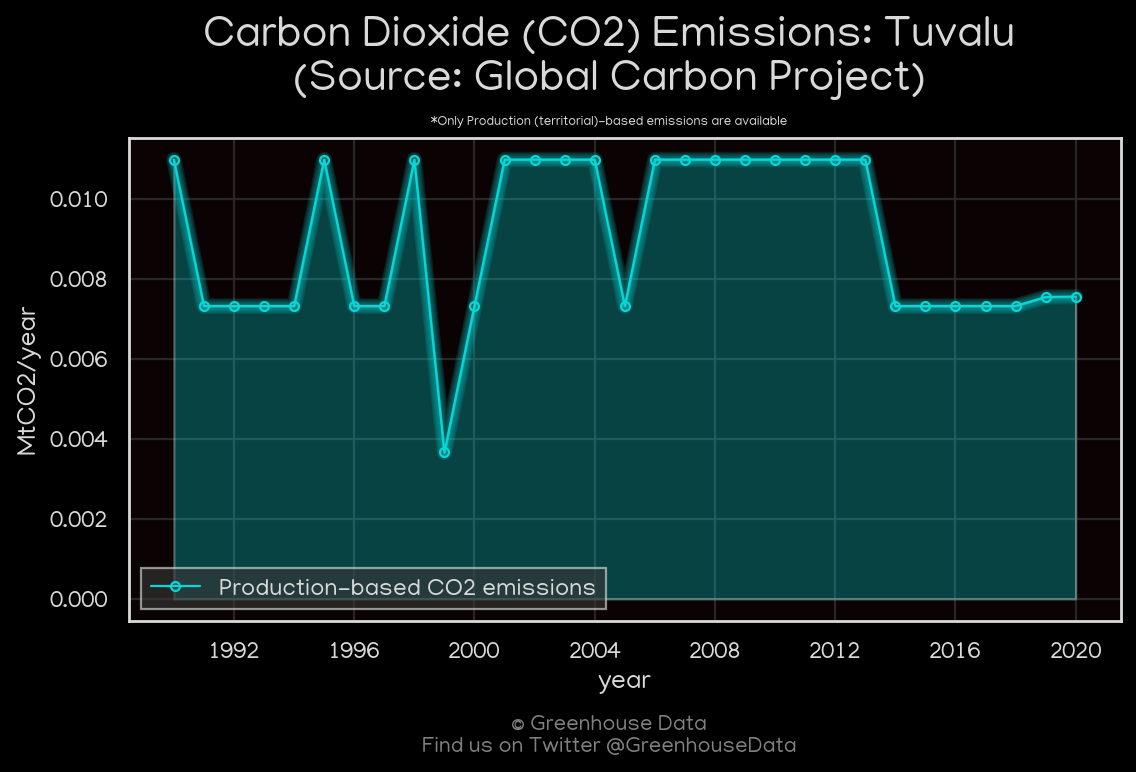 Carbon Dioxide (CO2) Emissions: Tuvalu
(Source: Global Carbon Project)
*Only Production (territorial)-based emissions are available
MtCO2/year
0.010
0.008
0.006
0.004
0.002
0.000
Production-based CO2 emissions
1992 1996 2000 2004 2008 2012 2016 2020
year
© Greenhouse Data
Find us on Twitter @GreenhouseData